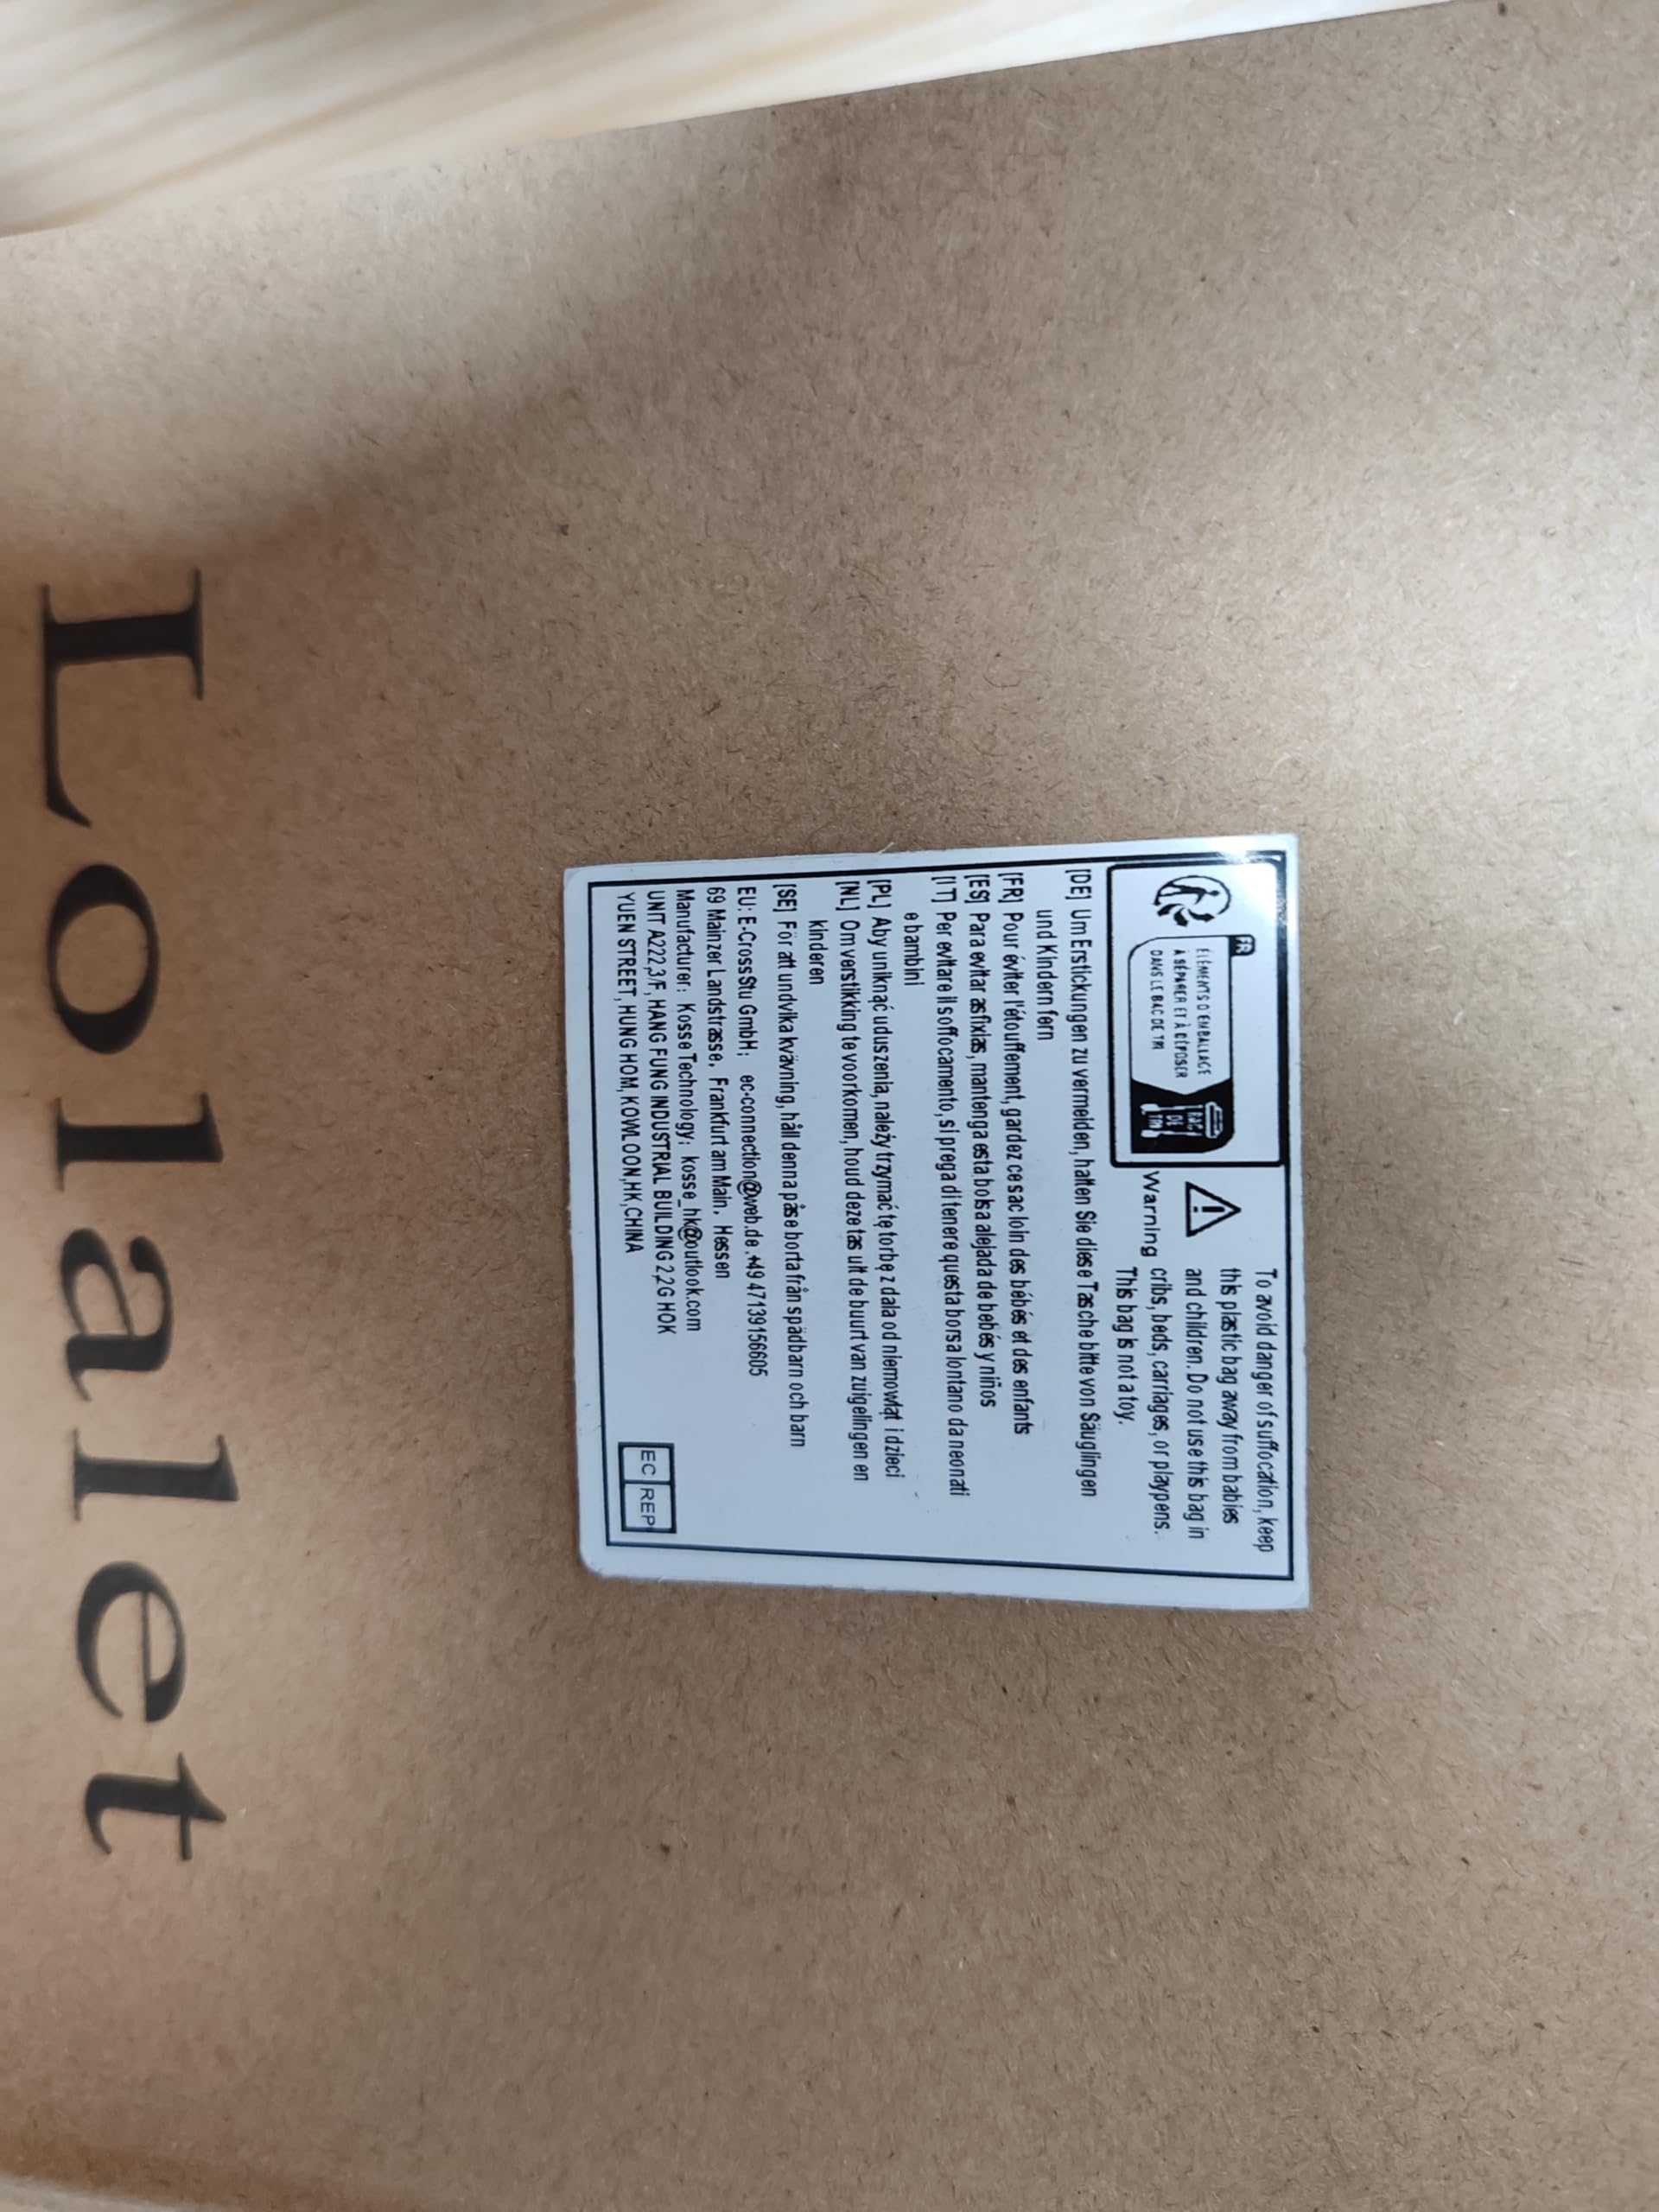 FR
ÉLÉMENTS D'EMBALLAGE
À SÉPARER ET À DÉPOSER
DANS LE BAC DE TRI
BAC
DE
TRI
Warning
To avoid danger of suffocation, keep
this plastic bag away from babies
and children. Do not use this bag in
cribs, beds, carriages, or playpens.
This bag is not a toy.
[DE] Um Erstickungen zu vermeiden, halten Sie diese Tasche bitte von Säuglingen
und Kindern fern
[FR] Pour éviter l'étouffement, gardez ce sac loin des bébés et des enfants
[ES] Para evitar asfixias, mantenga esta bolsa alejada de bebés y niños
[IT] Per evitare il soffocamento, si prega di tenere questa borsa lontano da neonati
e bambini
[PL] Aby uniknąć uduszenia, należy trzymać tę torbę z dala od niemowląt i dzieci
[NL] Om verstikking te voorkomen, houd deze tas uit de buurt van zuigelingen en
kinderen
[SE] För att undvika kvävning, håll denna påse borta från spädbarn och barn
EU: E-CrossStu GmbH; ec-connection@web.de,+49 47139156605
69 Mainzer Landstrasse, Frankfurt am Main, Hessen
Manufacturer: Kosse Technology; kosse_hk@outlook.com
UNIT A222,3/F, HANG FUNG INDUSTRIAL BUILDING 2,2G HOK
YUEN STREET, HUNG HOM, KOWLOON,HK,CHINA
EC REP
Lolalet